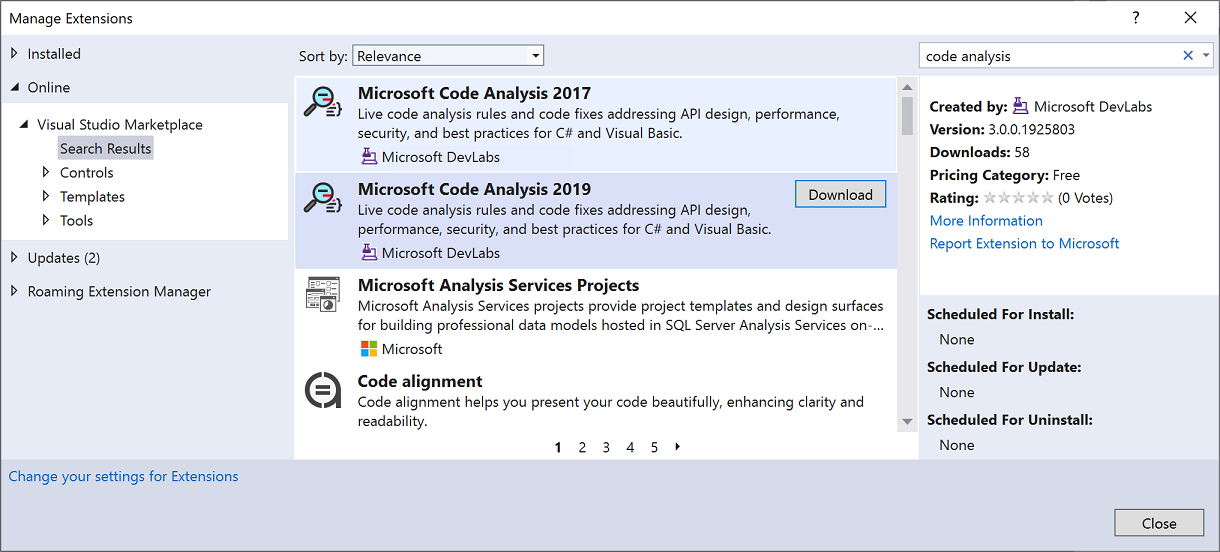 Manage Extensions
?
Installed
Online
Visual Studio Marketplace
Search Results
Controls
Templates
Tools
Updates (2)
Roaming Extension Manager
Sort by: Relevance
Microsoft Code Analysis 2017
Live code analysis rules and code fixes addressing API design, performance,
security, and best practices for C# and Visual Basic.
Microsoft DevLabs
Microsoft Code Analysis 2019
Download
Live code analysis rules and code fixes addressing API design,
performance, security, and best practices for C# and Visual Basic.
Microsoft DevLabs
Microsoft Analysis Services Projects
Microsoft Analysis Services projects provide project templates and design surfaces
for building professional data models hosted in SQL Server Analysis Services on-...
Microsoft
Code alignment
Code alignment helps you present your code beautifully, enhancing clarity and
readability.
1 2 3 4 5
code analysis
Created by: Microsoft DevLabs
Version: 3.0.0.1925803
Downloads: 58
Pricing Category: Free
Rating: (0 Votes)
More Information
Report Extension to Microsoft
Scheduled For Install:
None
Scheduled For Update:
None
Scheduled For Uninstall:
None
Change your settings for Extensions
Close